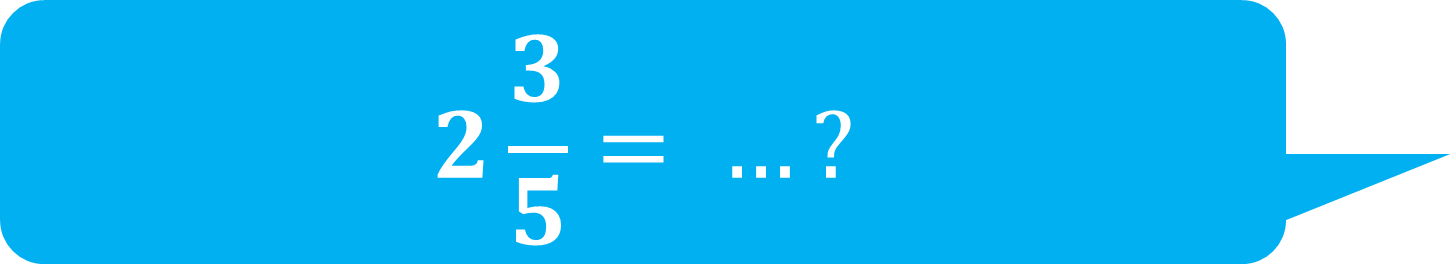 2 3/5 = ...?